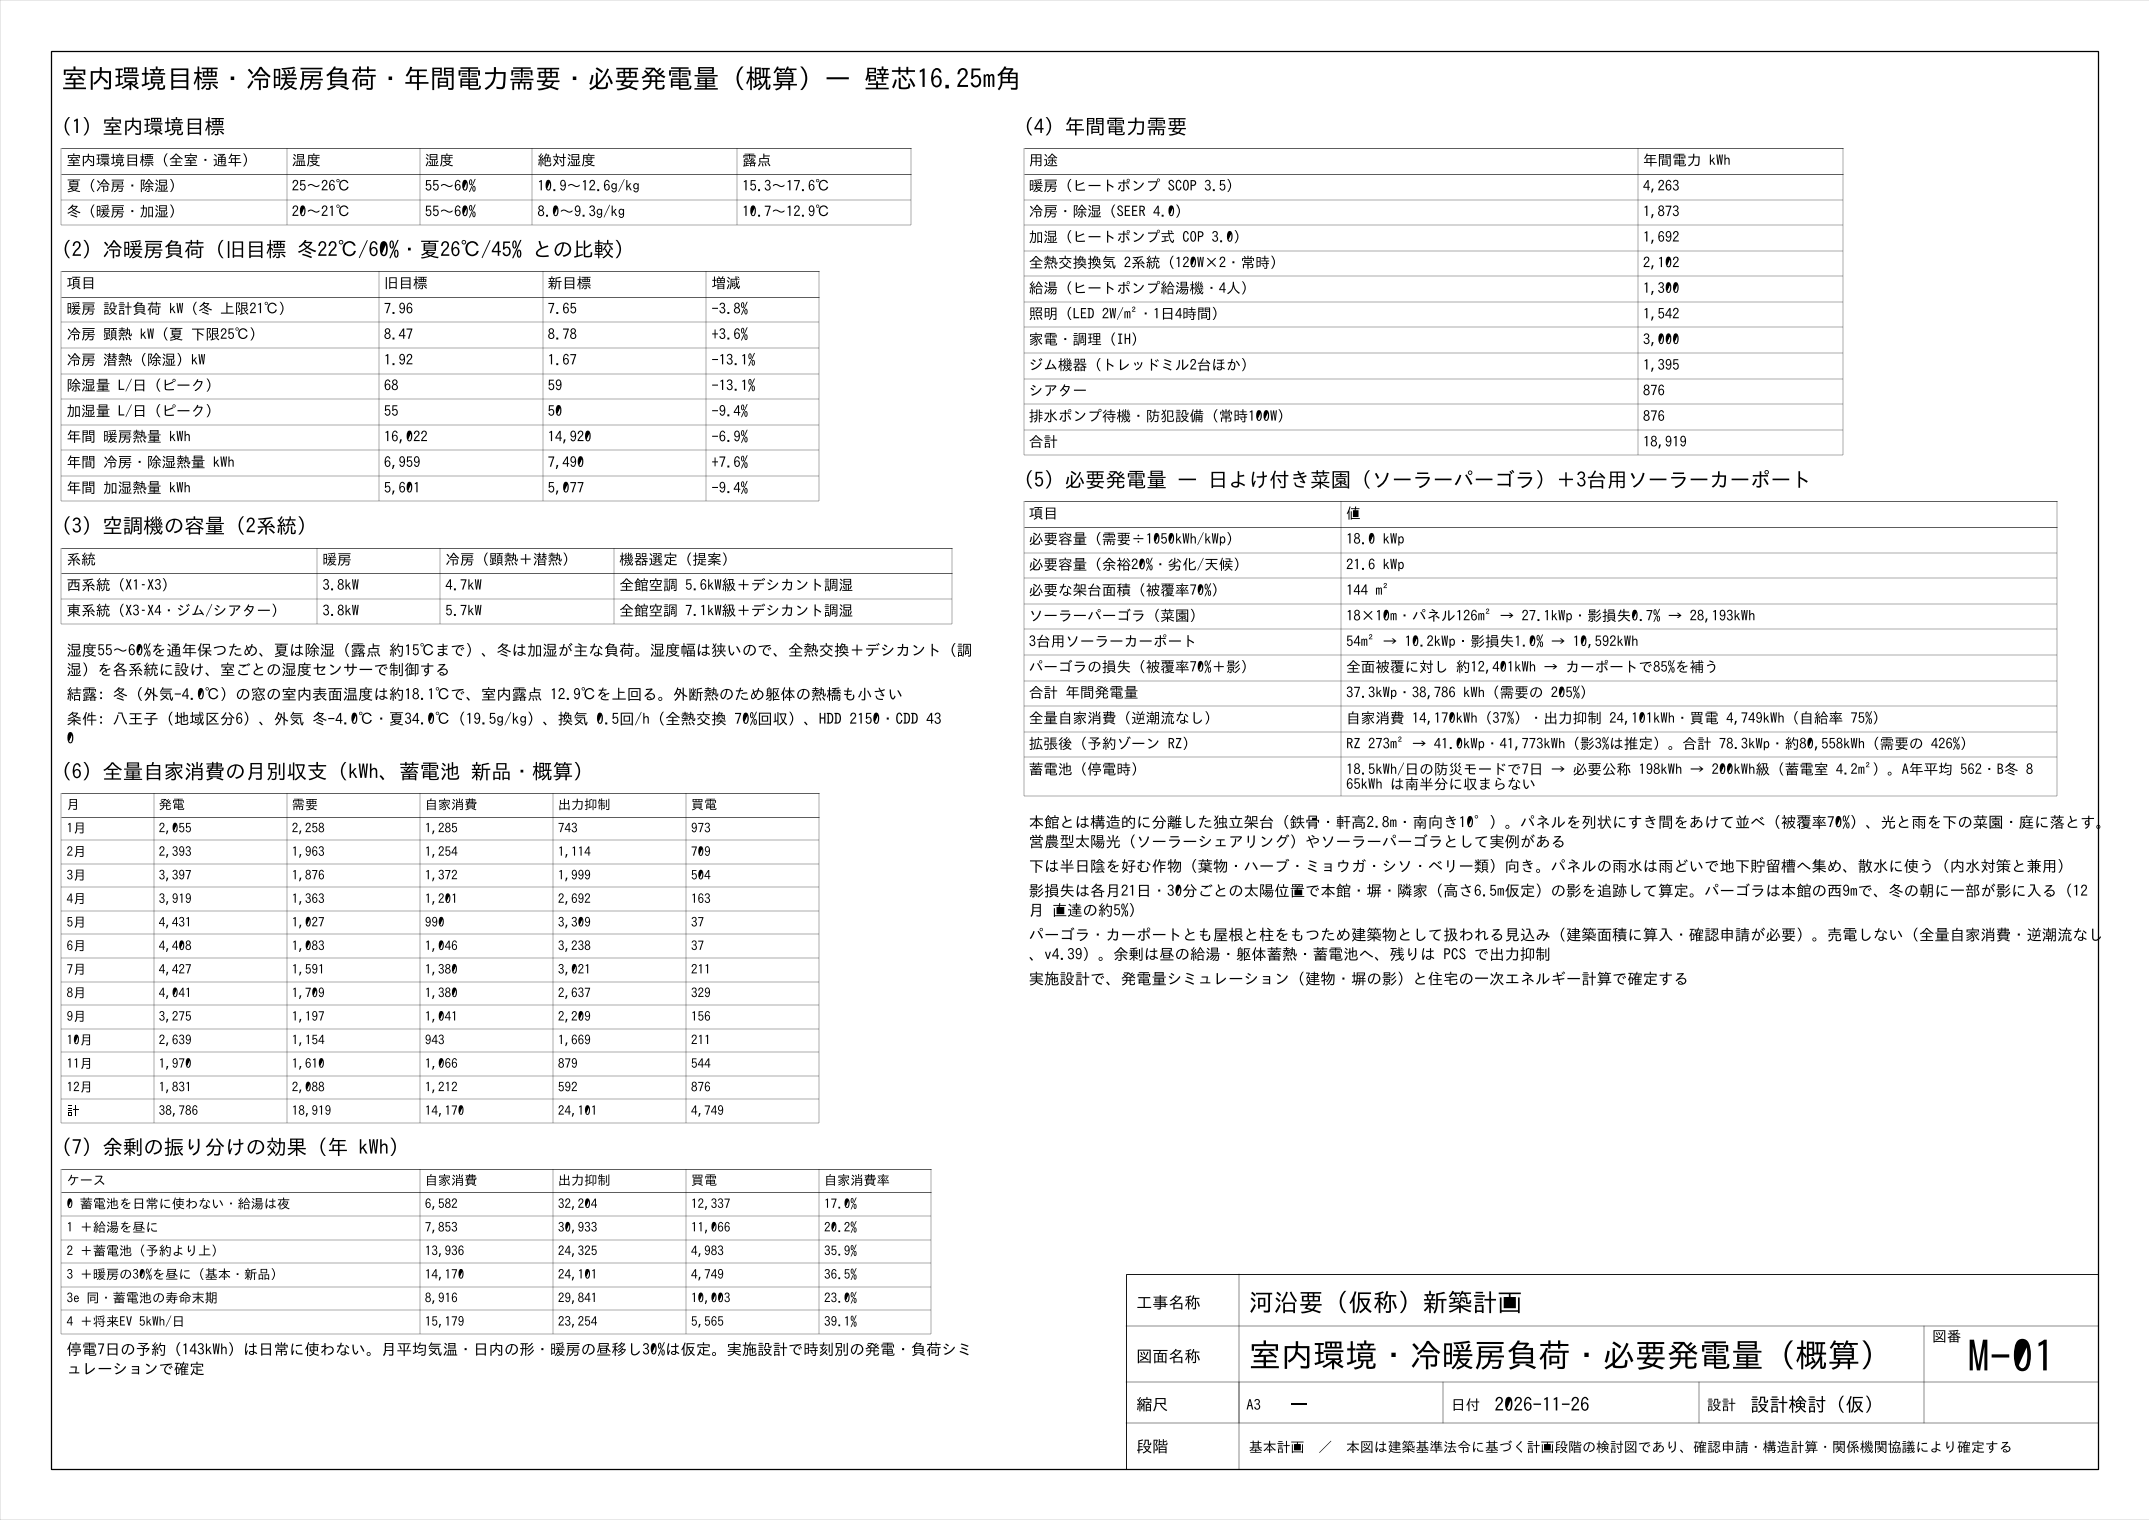 室内環境目標・冷暖房負荷・年間電力需要・必要発電量（概算）— 壁芯16.25m角
（1）室内環境目標
室内環境目標（全室・通年） 温度 湿度 絶対湿度 露点
夏（冷房・除湿） 25〜26℃ 55〜60% 10.9〜12.6g/kg 15.3〜17.6℃
冬（暖房・加湿） 20〜21℃ 55〜60% 8.0〜9.3g/kg 10.7〜12.9℃
（2）冷暖房負荷（旧目標 冬22℃/60%・夏26℃/45% との比較）
項目 旧目標 新目標 増減
暖房 設計負荷 kW（冬 上限21℃） 7.96 7.65 -3.8%
冷房 顕熱 kW（夏 下限25℃） 8.47 8.78 +3.6%
冷房 潜熱（除湿）kW 1.92 1.67 -13.1%
除湿量 L/日（ピーク） 68 59 -13.1%
加湿量 L/日（ピーク） 55 50 -9.4%
年間 暖房熱量 kWh 16,022 14,920 -6.9%
年間 冷房・除湿熱量 kWh 6,959 7,490 +7.6%
年間 加湿熱量 kWh 5,601 5,077 -9.4%
（3）空調機の容量（2系統）
系統 暖房 冷房（顕熱＋潜熱） 機器選定（提案）
西系統（X1-X3） 3.8kW 4.7kW 全館空調 5.6kW級＋デシカント調湿
東系統（X3-X4・ジム/シアター） 3.8kW 5.7kW 全館空調 7.1kW級＋デシカント調湿
湿度55〜60%を通年保つため、夏は除湿（露点 約15℃まで）、冬は加湿が主な負荷。湿度幅は狭いので、全熱交換＋デシカント（調
湿）を各系統に設け、室ごとの湿度センサーで制御する
結露: 冬（外気-4.0℃）の窓の室内表面温度は約18.1℃で、室内露点 12.9℃を上回る。外断熱のため躯体の熱橋も小さい
条件: 八王子（地域区分6）、外気 冬-4.0℃・夏34.0℃（19.5g/kg）、換気 0.5回/h（全熱交換 70%回収）、HDD 2150・CDD 43
0
（6）全量自家消費の月別収支（kWh、蓄電池 新品・概算）
月 発電 需要 自家消費 出力抑制 買電
1月 2,055 2,258 1,285 743 973
2月 2,393 1,963 1,254 1,114 709
3月 3,397 1,876 1,372 1,999 504
4月 3,919 1,363 1,201 2,692 163
5月 4,431 1,027 990 3,309 37
6月 4,408 1,083 1,046 3,238 37
7月 4,427 1,591 1,380 3,021 211
8月 4,041 1,709 1,380 2,637 329
9月 3,275 1,197 1,041 2,209 156
10月 2,639 1,154 943 1,669 211
11月 1,970 1,610 1,066 879 544
12月 1,831 2,088 1,212 592 876
計 38,786 18,919 14,170 24,101 4,749
（7）余剰の振り分けの効果（年 kWh）
ケース 自家消費 出力抑制 買電 自家消費率
0 蓄電池を日常に使わない・給湯は夜 6,582 32,204 12,337 17.0%
1 ＋給湯を昼に 7,853 30,933 11,066 20.2%
2 ＋蓄電池（予約より上） 13,936 24,325 4,983 35.9%
3 ＋暖房の30%を昼に（基本・新品） 14,170 24,101 4,749 36.5%
3e 同・蓄電池の寿命末期 8,916 29,841 10,003 23.0%
4 ＋将来EV 5kWh/日 15,179 23,254 5,565 39.1%
停電7日の予約（143kWh）は日常に使わない。月平均気温・日内の形・暖房の昼移し30%は仮定。実施設計で時刻別の発電・負荷シミ
ュレーションで確定
（4）年間電力需要
用途 年間電力 kWh
暖房（ヒートポンプ SCOP 3.5） 4,263
冷房・除湿（SEER 4.0） 1,873
加湿（ヒートポンプ式 COP 3.0） 1,692
全熱交換換気 2系統（120W×2・常時） 2,102
給湯（ヒートポンプ給湯機・4人） 1,300
照明（LED 2W/m²・1日4時間） 1,542
家電・調理（IH） 3,000
ジム機器（トレッドミル2台ほか） 1,395
シアター 876
排水ポンプ待機・防犯設備（常時100W） 876
合計 18,919
（5）必要発電量 — 日よけ付き菜園（ソーラーパーゴラ）＋3台用ソーラーカーポート
項目 値
必要容量（需要÷1050kWh/kWp） 18.0 kWp
必要容量（余裕20%・劣化/天候） 21.6 kWp
必要な架台面積（被覆率70%） 144 m²
ソーラーパーゴラ（菜園） 18×10m・パネル126m² → 27.1kWp・影損失0.7% → 28,193kWh
3台用ソーラーカーポート 54m² → 10.2kWp・影損失1.0% → 10,592kWh
パーゴラの損失（被覆率70%＋影） 全面被覆に対し 約12,401kWh → カーポートで85%を補う
合計 年間発電量 37.3kWp・38,786 kWh（需要の 205%）
全量自家消費（逆潮流なし） 自家消費 14,170kWh（37%）・出力抑制 24,101kWh・買電 4,749kWh（自給率 75%）
拡張後（予約ゾーン RZ） RZ 273m² → 41.0kWp・41,773kWh（影3%は推定）。合計 78.3kWp・約80,558kWh（需要の 426%）
蓄電池（停電時） 18.5kWh/日の防災モードで7日 → 必要公称 198kWh → 200kWh級（蓄電室 4.2m²）。A年平均 562・B冬 8
65kWh は南半分に収まらない
本館とは構造的に分離した独立架台（鉄骨・軒高2.8m・南向き10°）。パネルを列状にすき間をあけて並べ（被覆率70%）、光と雨を下の菜園・庭に落とす。
営農型太陽光（ソーラーシェアリング）やソーラーパーゴラとして実例がある
下は半日陰を好む作物（葉物・ハーブ・ミョウガ・シソ・ベリー類）向き。パネルの雨水は雨どいで地下貯留槽へ集め、散水に使う（内水対策と兼用）
影損失は各月21日・30分ごとの太陽位置で本館・塀・隣家（高さ6.5m仮定）の影を追跡して算定。パーゴラは本館の西9mで、冬の朝に一部が影に入る（12
月 直達の約5%）
パーゴラ・カーポートとも屋根と柱をもつため建築物として扱われる見込み（建築面積に算入・確認申請が必要）。売電しない（全量自家消費・逆潮流なし
、v4.39）。余剰は昼の給湯・躯体蓄熱・蓄電池へ、残りは PCS で出力抑制
実施設計で、発電量シミュレーション（建物・塀の影）と住宅の一次エネルギー計算で確定する
工事名称 河沿要（仮称）新築計画
図面名称 室内環境・冷暖房負荷・必要発電量（概算） 図番 M-01
縮尺 A3 — 日付 2026-11-26 設計 設計検討（仮）
段階 基本計画 ／ 本図は建築基準法令に基づく計画段階の検討図であり、確認申請・構造計算・関係機関協議により確定する